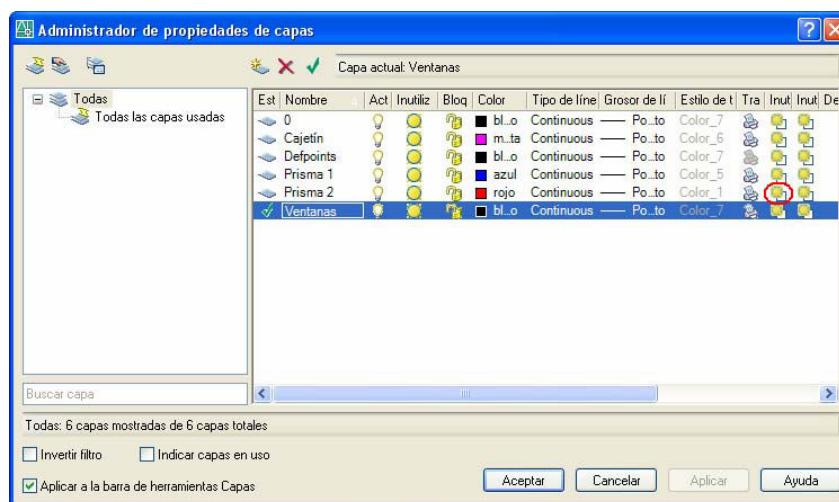 Administrador de propiedades de capas
Capa actual: Ventanas
Todas
Todas las capas usadas
Est Nombre Act Inutiliz Bloq Color Tipo de líne Grosor de lí Estilo de t Tra Inut Inut De
0 bl...o Continuous Po...to Color_7
Cajetín m...ta Continuous Po...to Color_6
Defpoints bl...o Continuous Po...to Color_7
Prisma 1 azul Continuous Po...to Color_5
Prisma 2 rojo Continuous Po...to Color_1
Ventanas bl...o Continuous Po...to Color_7
Buscar capa
Todas: 6 capas mostradas de 6 capas totales
Invertir filtro Indicar capas en uso
Aplicar a la barra de herramientas Capas
Aceptar Cancelar Aplicar Ayuda